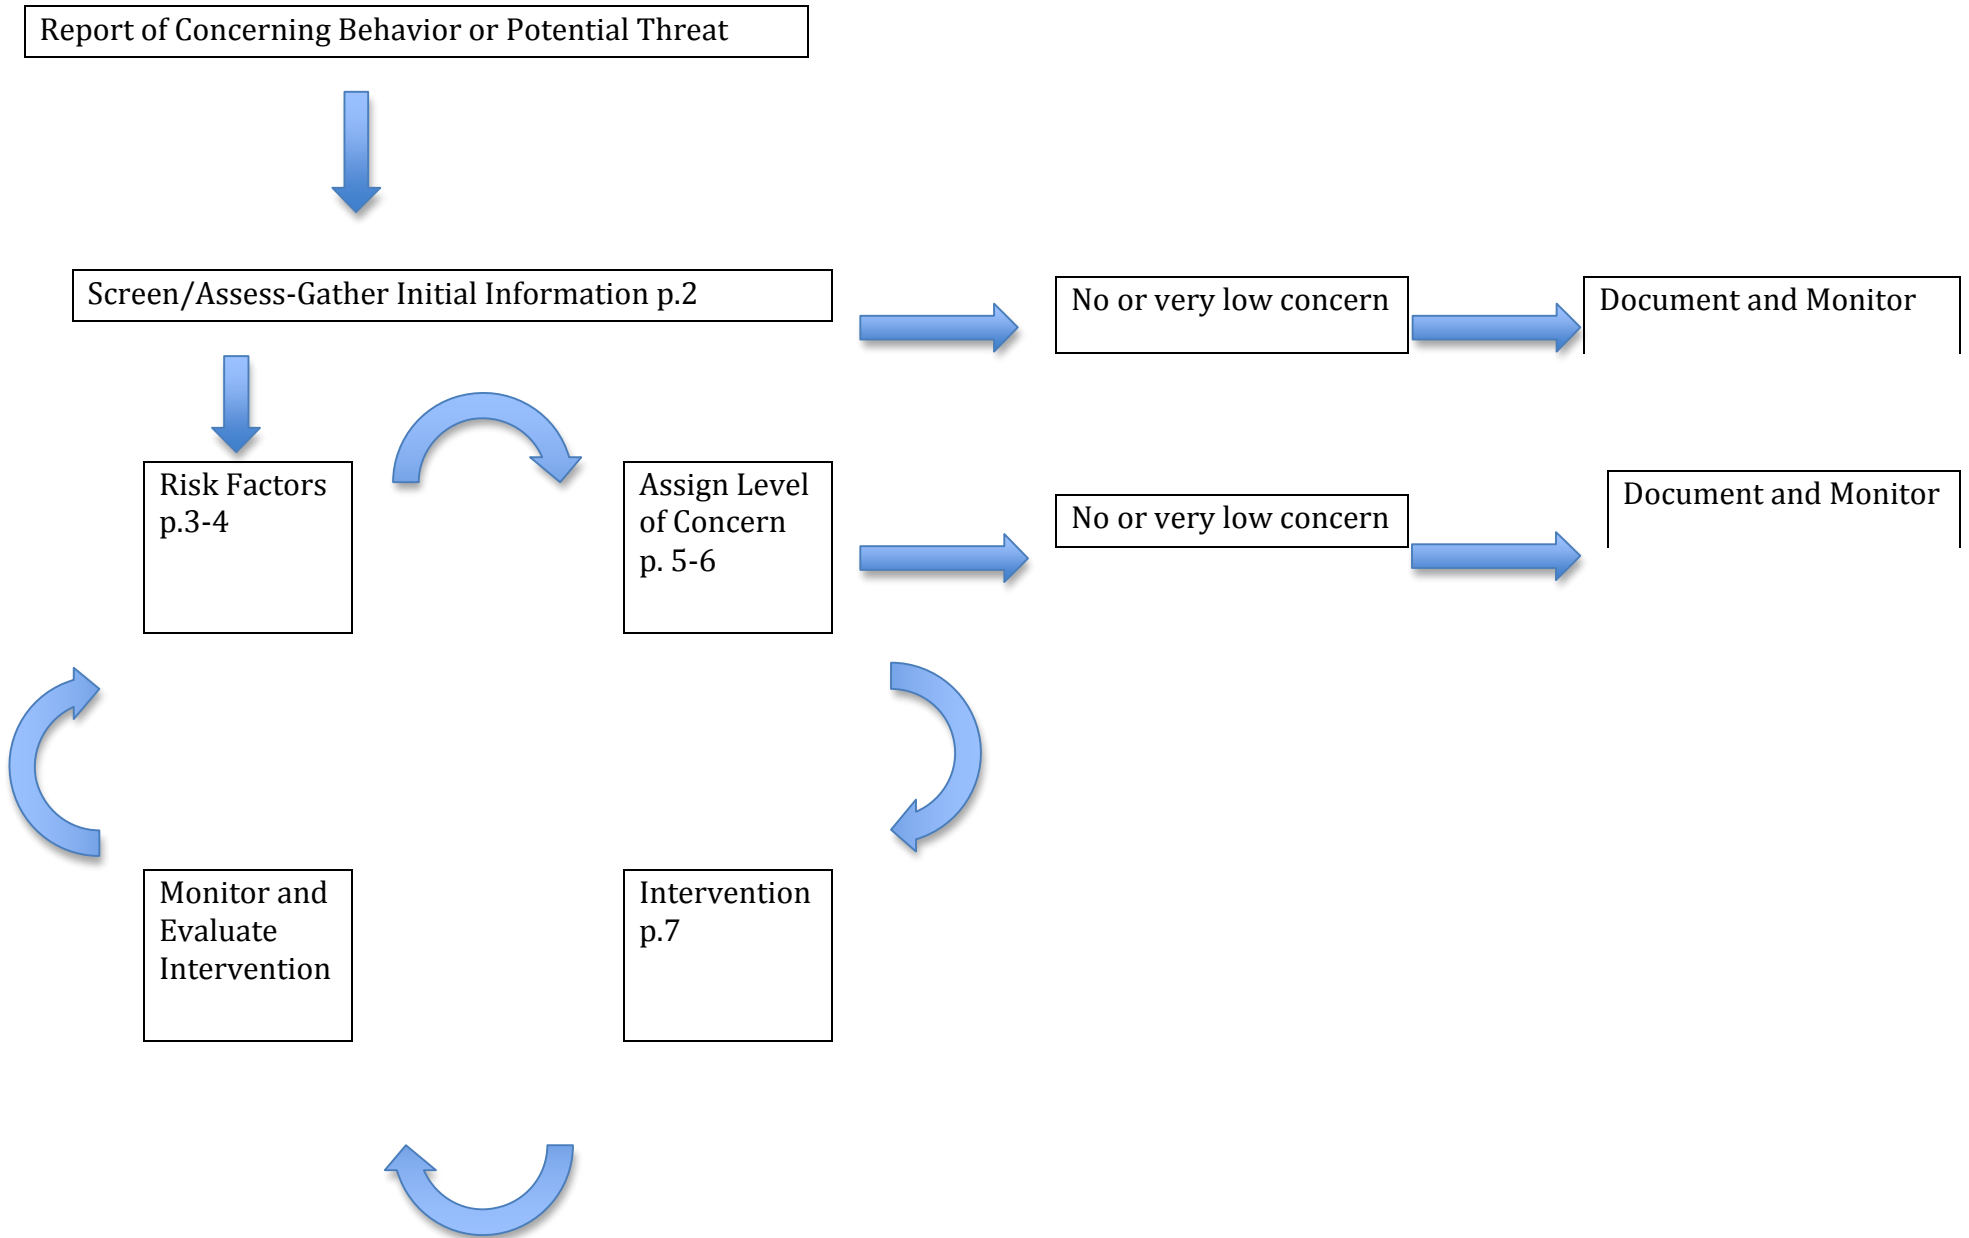 Report of Concerning Behavior or Potential Threat
Screen/Assess-Gather Initial Information p.2
No or very low concern
Document and Monitor
Risk Factors
p.3-4
Assign Level
of Concern
p. 5-6
No or very low concern
Document and Monitor
Monitor and
Evaluate
Intervention
Intervention
p.7